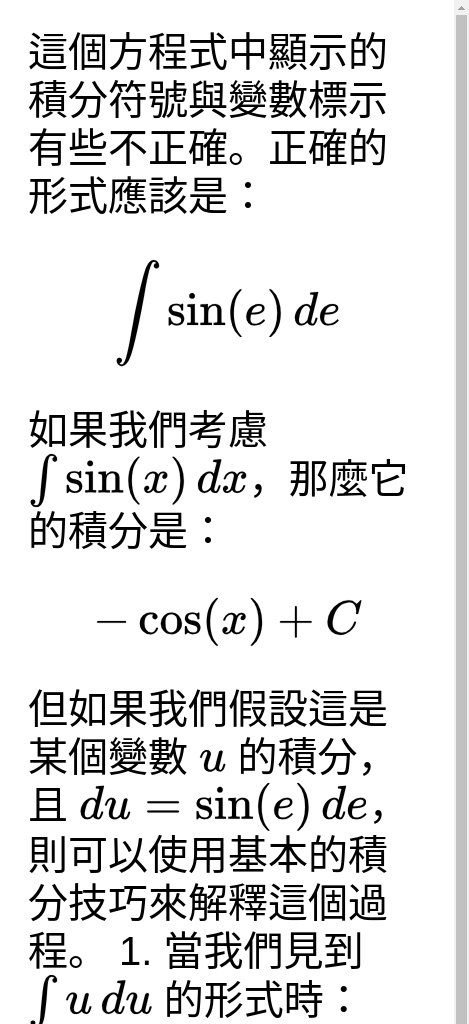 這個方程式中顯示的
積分符號與變數標示
有些不正確。正確的
形式應該是：
∫ sin(e) de
如果我們考慮
∫ sin(x) dx，那麼它
的積分是：
− cos(x) + C
但如果我們假設這是
某個變數 u 的積分，
且 du = sin(e) de，
則可以使用基本的積
分技巧來解釋這個過
程。 1. 當我們見到
∫ u du 的形式時：